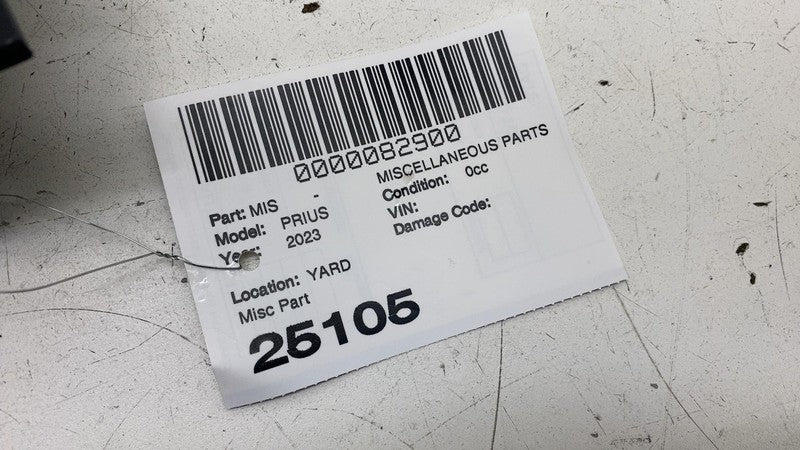 0000082900
Part: MIS - MISCELLANEOUS PARTS
Model: PRIUS Condition: 0cc
Year: 2023 VIN:
Damage Code:
Location: YARD
Misc Part
25105